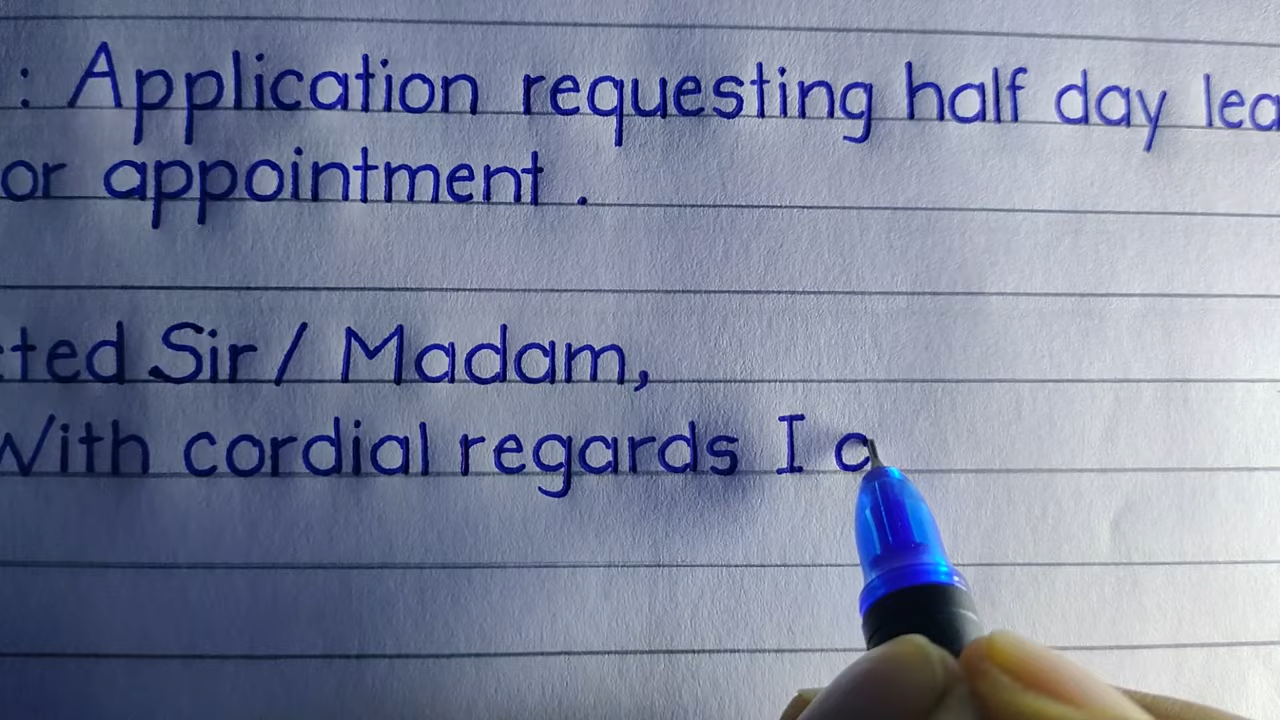 : Application requesting half day lea
or appointment .
ted Sir/ Madam,
With cordial regards I a